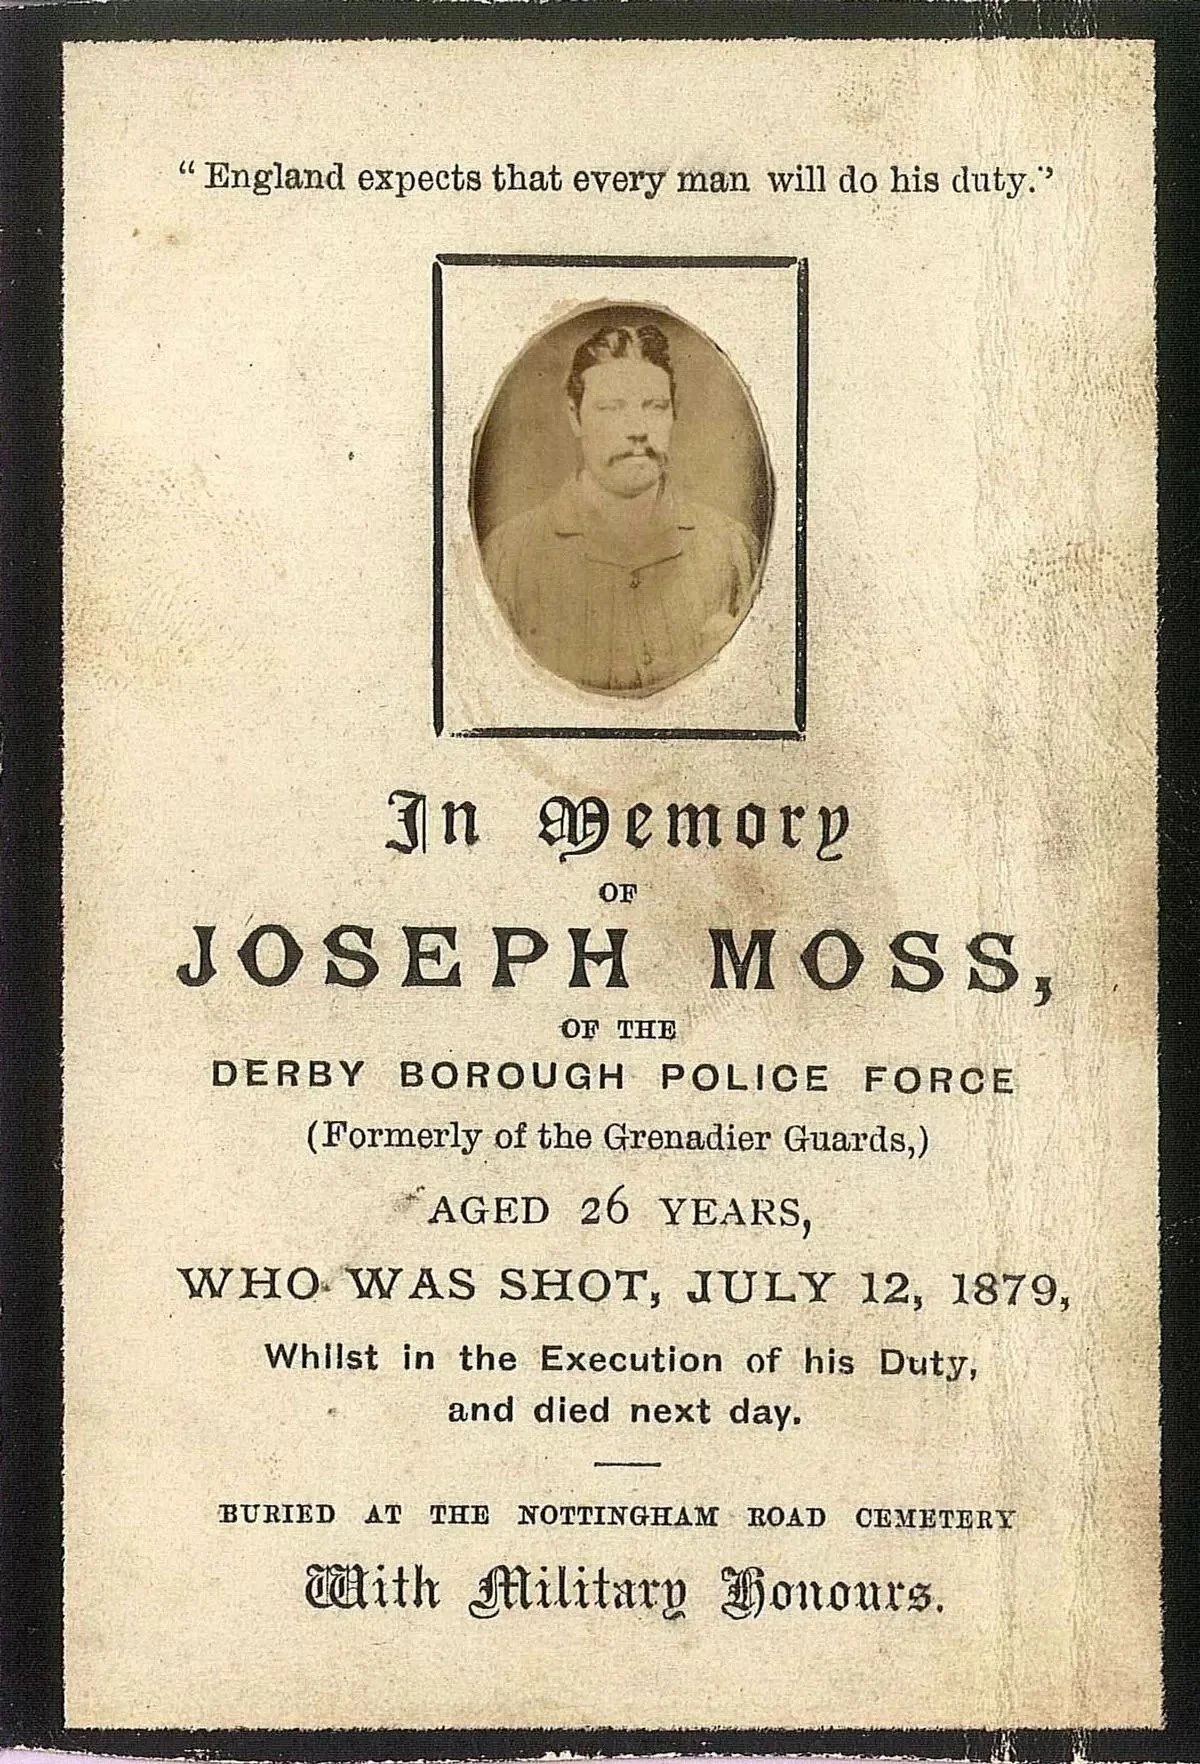 “England expects that every man will do his duty.”
In Memory
OF
JOSEPH MOSS,
OF THE
DERBY BOROUGH POLICE FORCE
(Formerly of the Grenadier Guards,)
AGED 26 YEARS,
WHO WAS SHOT, JULY 12, 1879,
Whilst in the Execution of his Duty,
and died next day.
BURIED AT THE NOTTINGHAM ROAD CEMETERY
With Military Honours.